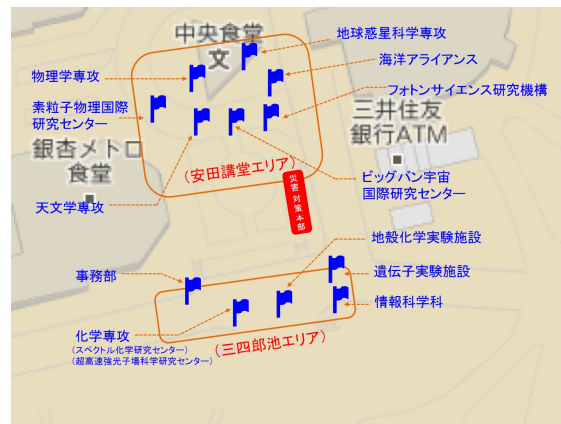 中央食堂
文
地球惑星科学専攻
海洋アライアンス
物理学専攻
フォトンサイエンス研究機構
素粒子物理国際
研究センター
三井住友
銀行ATM
銀杏メトロ
食堂
(安田講堂エリア)
ビッグバン宇宙
国際研究センター
天文学専攻
災害対策本部
地殻化学実験施設
事務部
遺伝子実験施設
情報科学科
化学専攻
(スペクトル化学研究センター)
(超高速強光子場科学研究センター)
(三四郎池エリア)